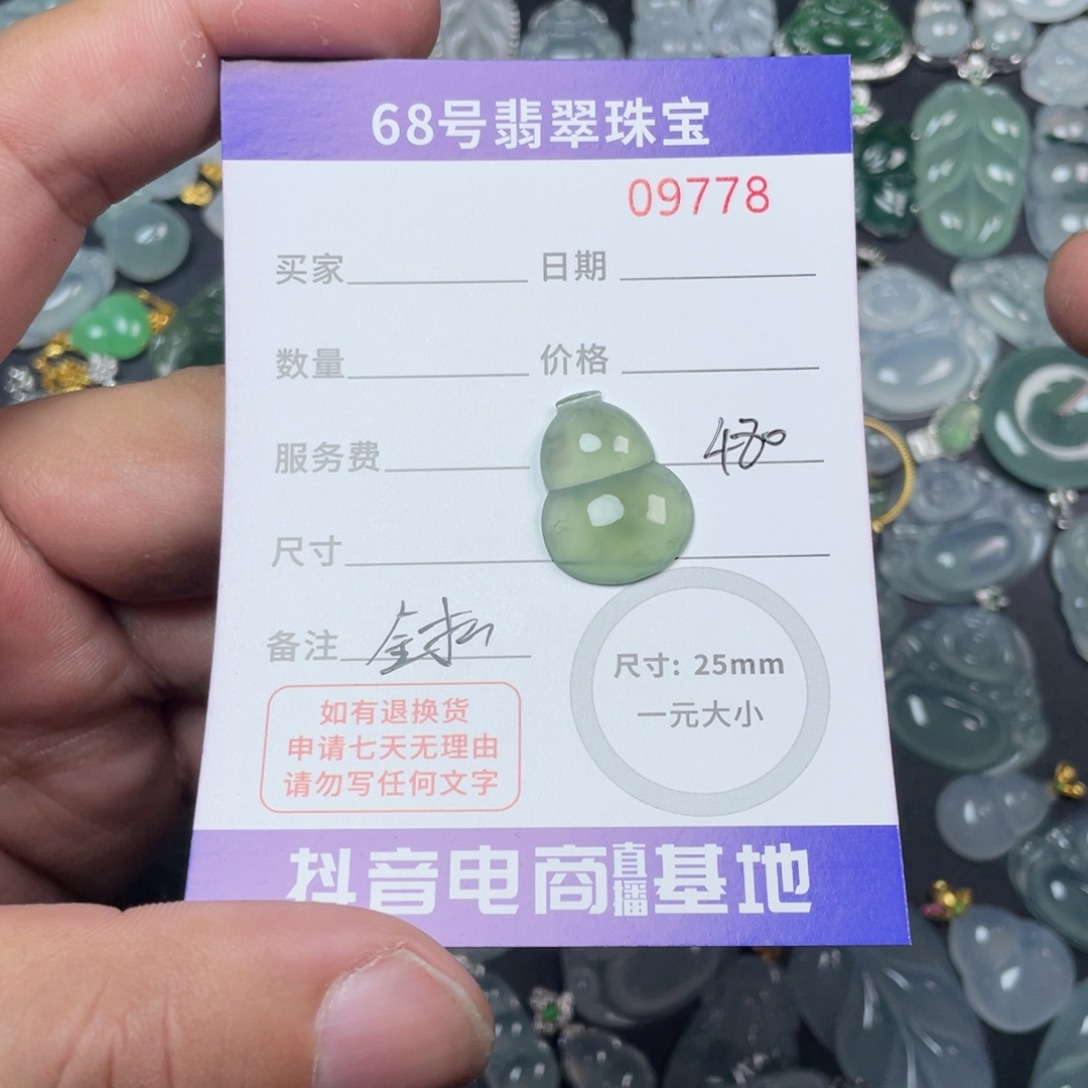 68号翡翠珠宝
09778
买家 日期
数量 价格
服务费
480
尺寸
备注
尺寸: 25mm
一元大小
如有退换货
申请七天无理由
请勿写任何文字
抖音电商直播基地